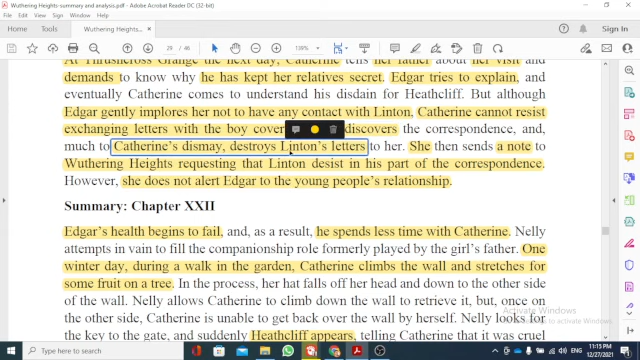 Wuthering Heights-summary and analysis.pdf - Adobe Acrobat Reader DC (32-bit)
File Edit View Sign Window Help
Home Tools Wuthering Heights-... ×
29 / 46 139%
At Thrushcross Grange the next day, Catherine tells her father about her visit and
demands to know why he has kept her relatives secret. Edgar tries to explain, and
eventually Catherine comes to understand his disdain for Heathcliff. But although
Edgar gently implores her not to have any contact with Linton, Catherine cannot resist
exchanging letters with the boy discovers the correspondence, and,
much to Catherine's dismay, destroys Linton's letters to her. She then sends a note to
Wuthering Heights requesting that Linton desist in his part of the correspondence.
However, she does not alert Edgar to the young people's relationship.
Summary: Chapter XXII
Edgar's health begins to fail, and, as a result, he spends less time with Catherine. Nelly
attempts in vain to fill the companionship role formerly played by the girl's father. One
winter day, during a walk in the garden, Catherine climbs the wall and stretches for
some fruit on a tree. In the process, her hat falls off her head and down to the other side
of the wall. Nelly allows Catherine to climb down the wall to retrieve it, but, once on
the other side, Catherine is unable to get back over the wall by herself. Nelly looks for
the key to the gate, and suddenly Heathcliff appears, telling Catherine that it was cruel
Activate Windows
Go to Settings to activate Windows.
Type here to search
ENG
11:15 PM
12/27/2021